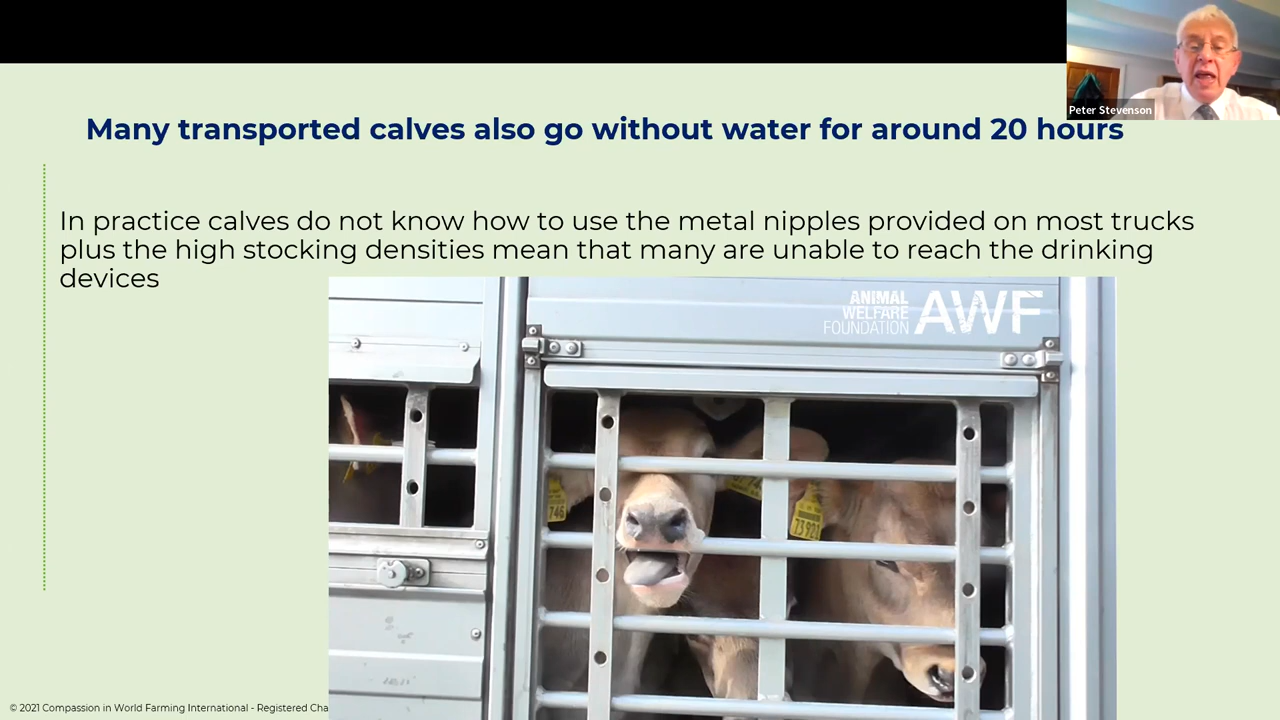 Peter Stevenson
Many transported calves also go without water for around 20 hours
In practice calves do not know how to use the metal nipples provided on most trucks
plus the high stocking densities mean that many are unable to reach the drinking
devices
ANIMAL
WELFARE
FOUNDATION
AWF
746
73921
© 2021 Compassion in World Farming International - Registered Cha